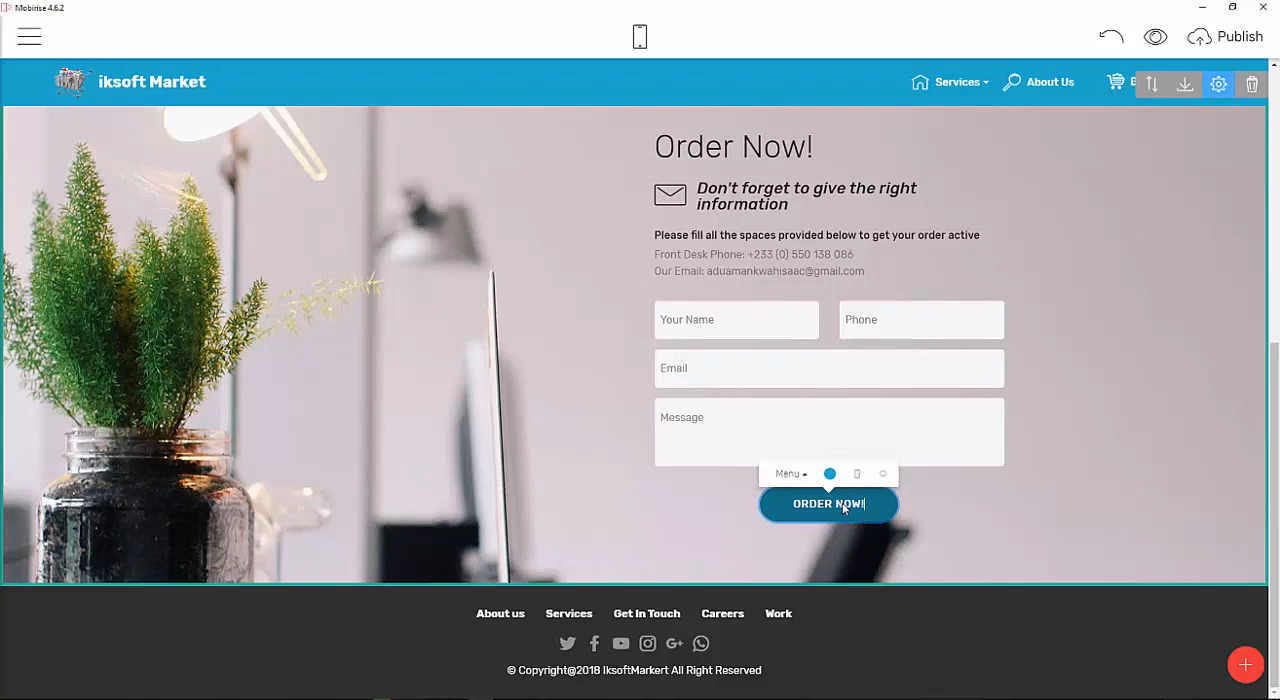 Mobirise 4.6.2
Publish
iksoft Market
Services
About Us
Order Now!
Don't forget to give the right
information
Please fill all the spaces provided below to get your order active
Front Desk Phone: +233 (0) 550 138 086
Our Email: aduamankwahisaac@gmail.com
Your Name
Phone
Email
Message
Menu
ORDER NOW!
About us Services Get In Touch Careers Work
© Copyright@2018 IksoftMarkert All Right Reserved